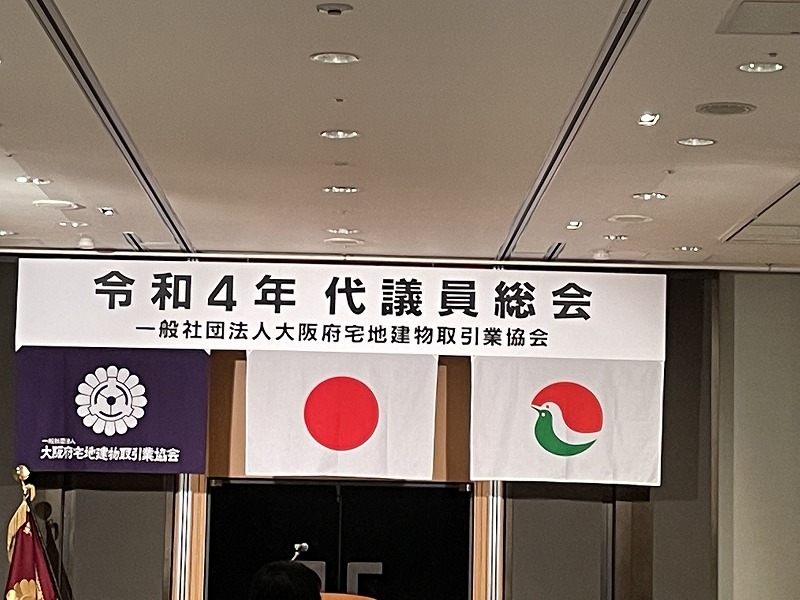 令和4年 代議員総会
一般社団法人大阪府宅地建物取引業協会
一般社団法人
大阪府宅地建物取引業協会